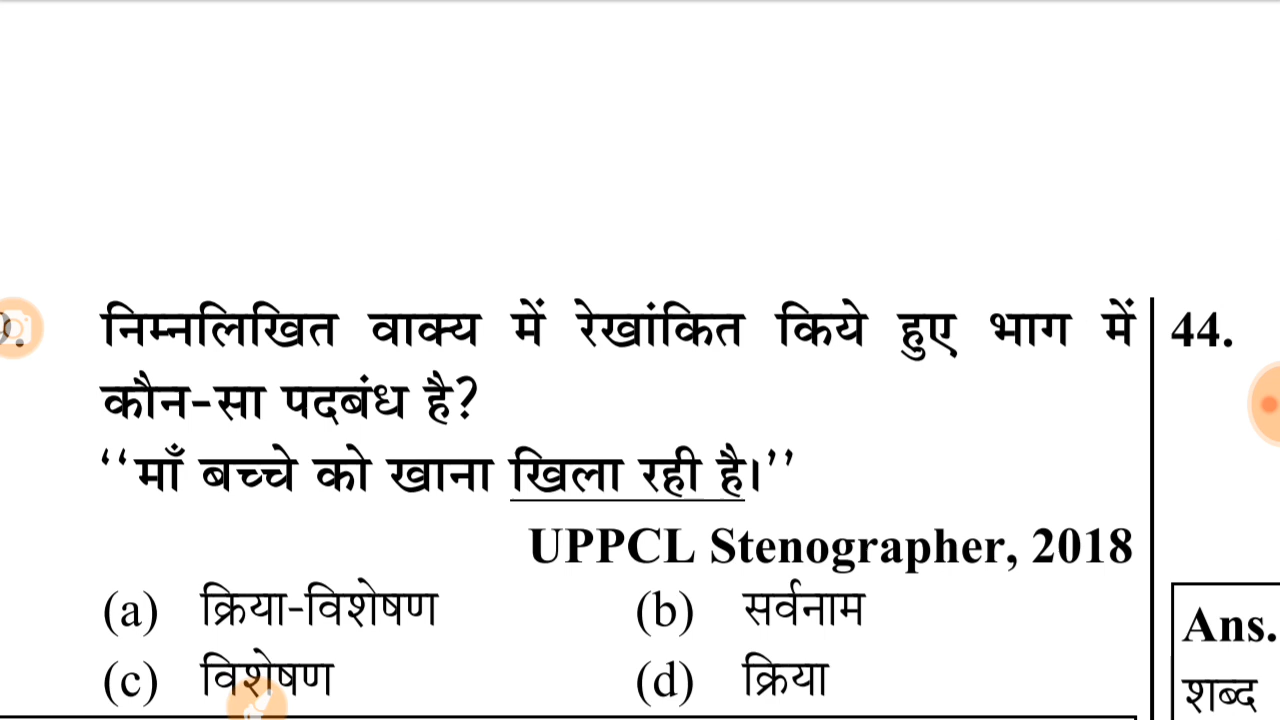 निम्नलिखित वाक्य में रेखांकित किये हुए भाग में
कौन-सा पदबंध है?
‘‘माँ बच्चे को खाना खिला रही है।’’
UPPCL Stenographer, 2018
(a) क्रिया-विशेषण (b) सर्वनाम
(c) विशेषण (d) क्रिया
44.
Ans.
शब्द